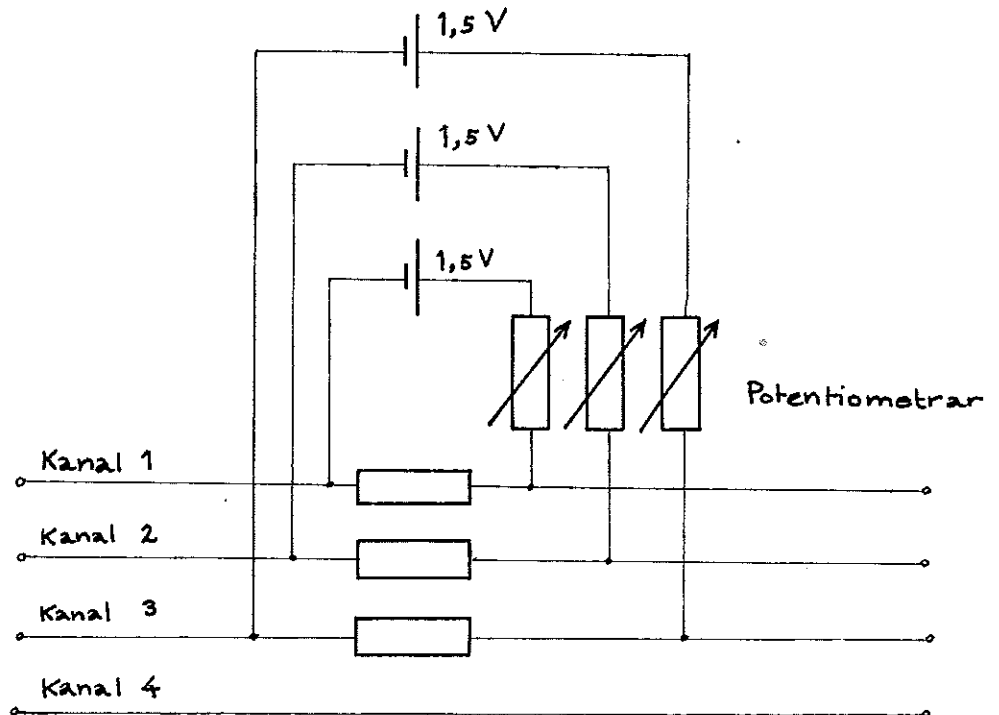 1,5 V
1,5 V
1,5 V
Potentiometrar
Kanal 1
Kanal 2
Kanal 3
Kanal 4